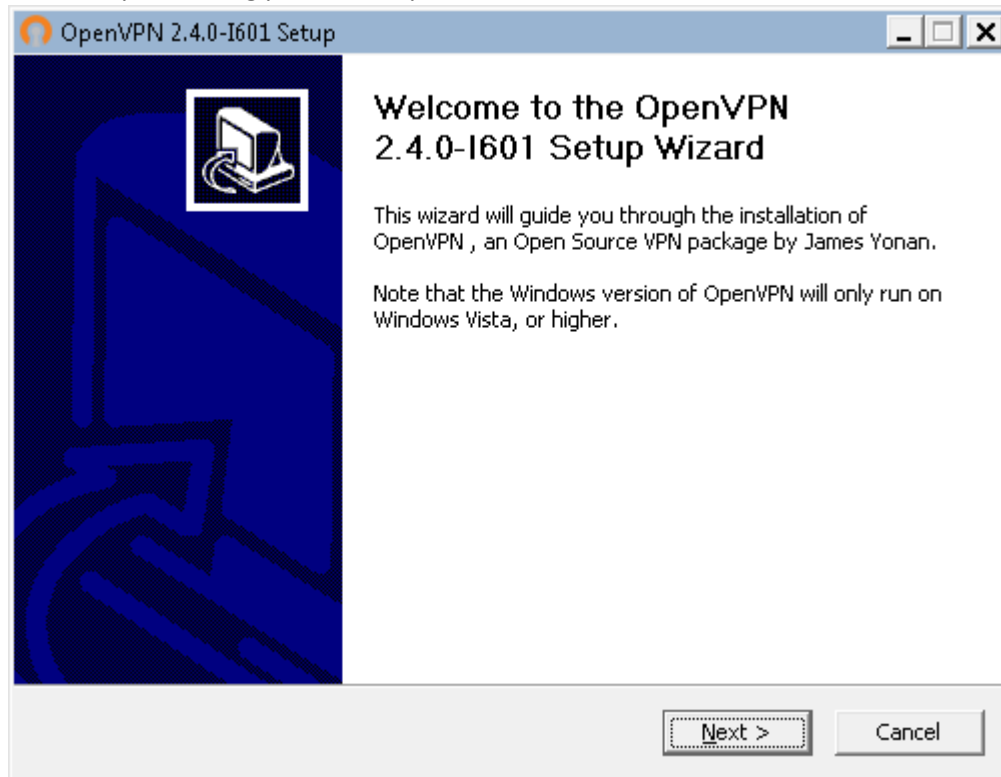 OpenVPN 2.4.0-I601 Setup
Welcome to the OpenVPN
2.4.0-I601 Setup Wizard
This wizard will guide you through the installation of
OpenVPN , an Open Source VPN package by James Yonan.
Note that the Windows version of OpenVPN will only run on
Windows Vista, or higher.
Next >
Cancel